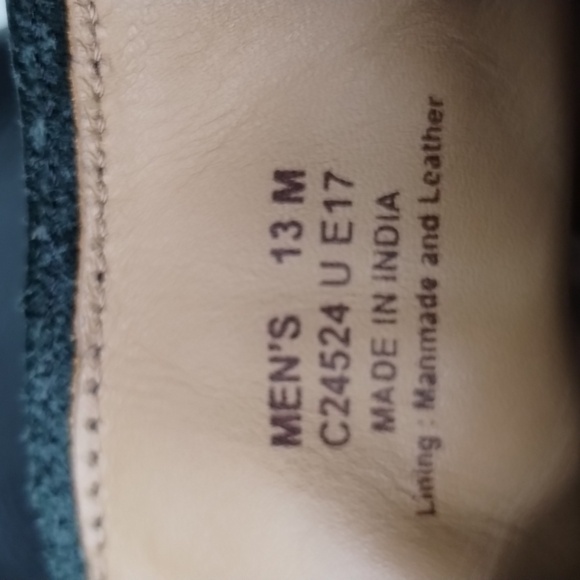 MEN'S 13 M
C24524 U E17
MADE IN INDIA
Lining : Manmade and Leather